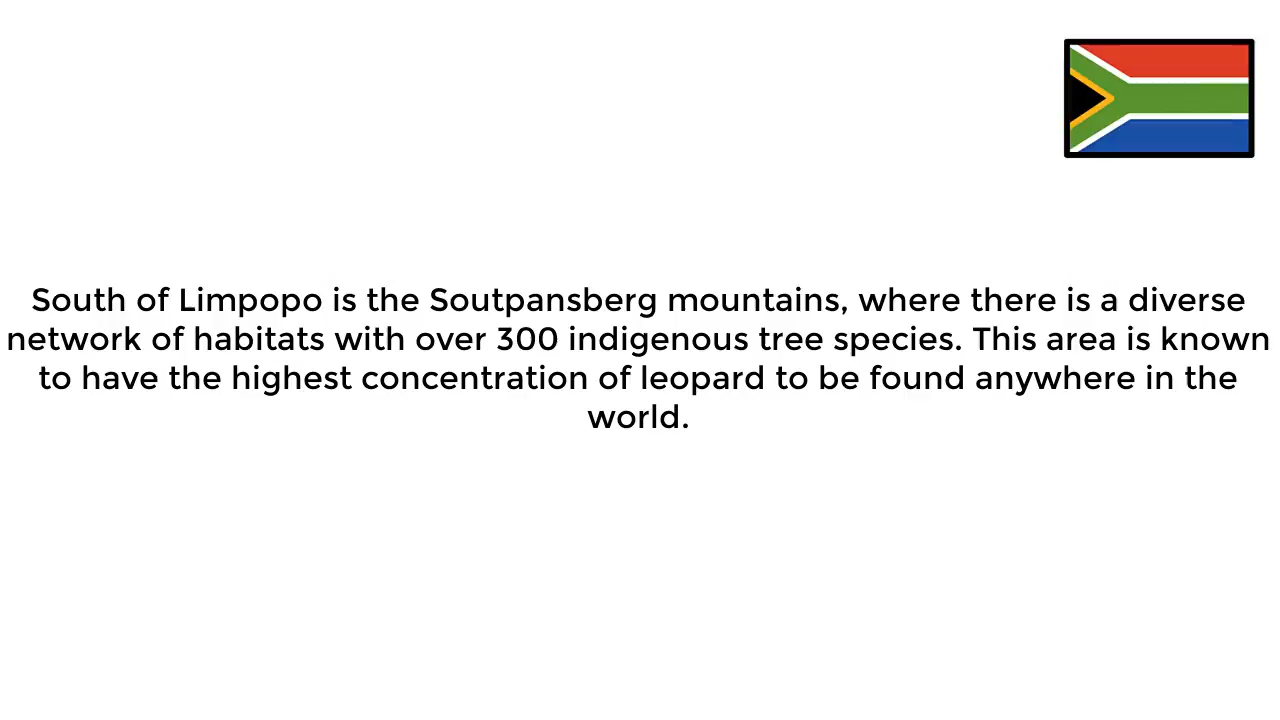 South of Limpopo is the Soutpansberg mountains, where there is a diverse
network of habitats with over 300 indigenous tree species. This area is known
to have the highest concentration of leopard to be found anywhere in the
world.